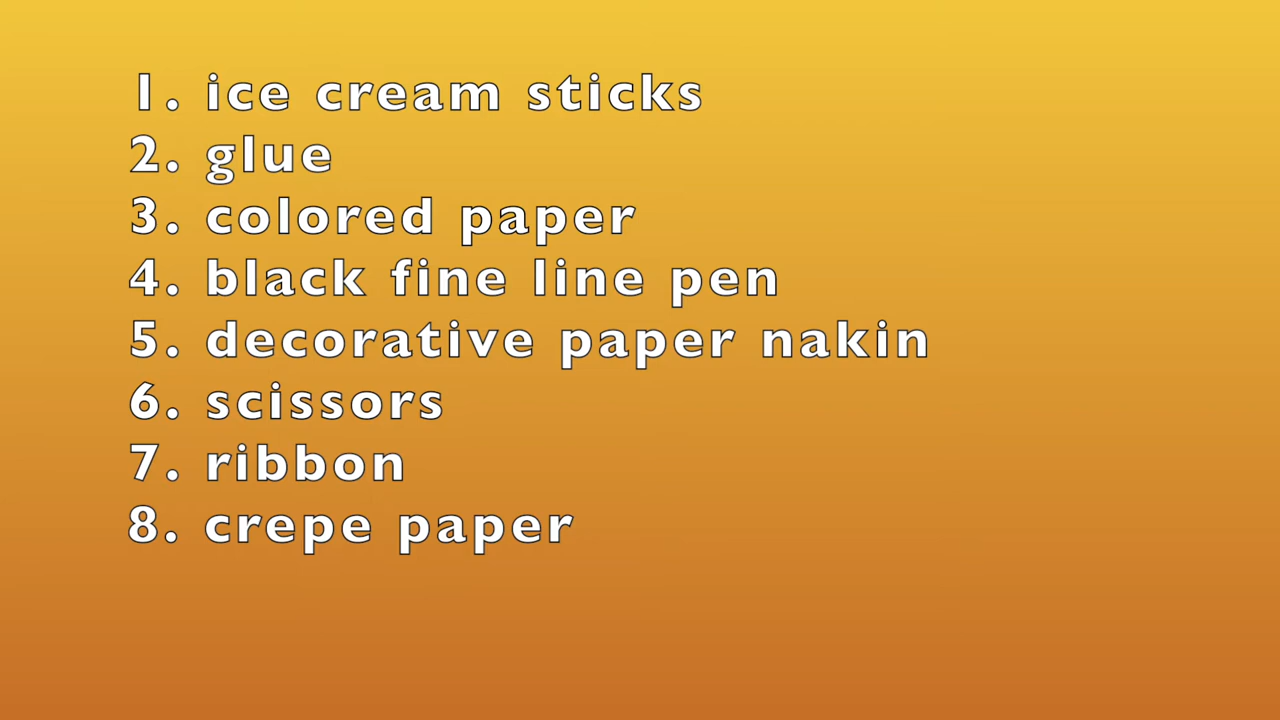 1. ice cream sticks
2. glue
3. colored paper
4. black fine line pen
5. decorative paper nakin
6. scissors
7. ribbon
8. crepe paper